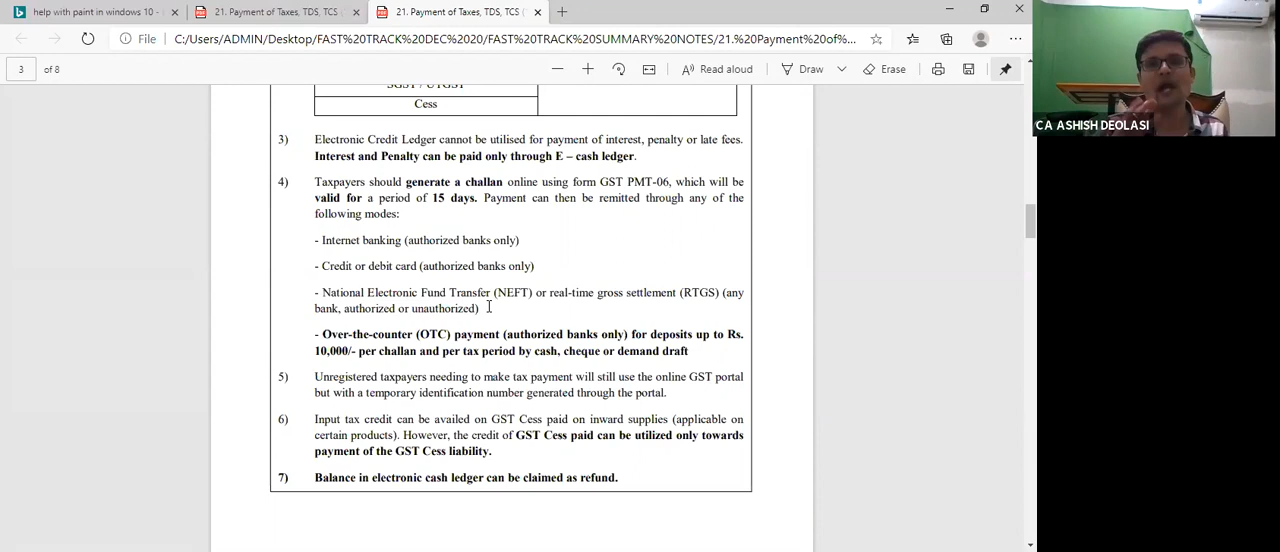 help with paint in windows 10 -
21. Payment of Taxes, TDS, TCS (
21. Payment of Taxes, TDS, TCS (
File
C:/Users/ADMIN/Desktop/FAST%20TRACK%20DEC%2020/FAST%20TRACK%20SUMMARY%20NOTES/21.%20Payment%20of%...
3 of 8
Read aloud
Draw
Erase
SGST / UTGST
Cess
3) Electronic Credit Ledger cannot be utilised for payment of interest, penalty or late fees.
Interest and Penalty can be paid only through E – cash ledger.
4) Taxpayers should generate a challan online using form GST PMT-06, which will be
valid for a period of 15 days. Payment can then be remitted through any of the
following modes:
- Internet banking (authorized banks only)
- Credit or debit card (authorized banks only)
- National Electronic Fund Transfer (NEFT) or real-time gross settlement (RTGS) (any
bank, authorized or unauthorized)
- Over-the-counter (OTC) payment (authorized banks only) for deposits up to Rs.
10,000/- per challan and per tax period by cash, cheque or demand draft
5) Unregistered taxpayers needing to make tax payment will still use the online GST portal
but with a temporary identification number generated through the portal.
6) Input tax credit can be availed on GST Cess paid on inward supplies (applicable on
certain products). However, the credit of GST Cess paid can be utilized only towards
payment of the GST Cess liability.
7) Balance in electronic cash ledger can be claimed as refund.
CA ASHISH DEOLASI